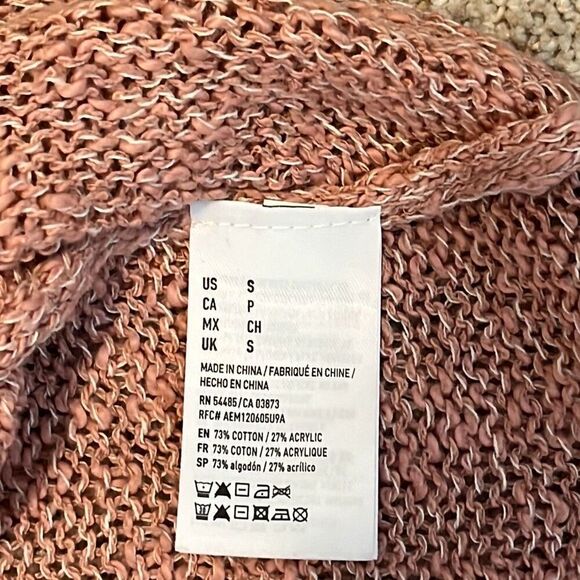 US S
CA P
MX CH
UK S
MADE IN CHINA / FABRIQUÉ EN CHINE /
HECHO EN CHINA
RN 54485/CA 03873
RFC# AEM120605U9A
EN 73% COTTON / 27% ACRYLIC
FR 73% COTON / 27% ACRYLIQUE
SP 73% algodón / 27% acrílico